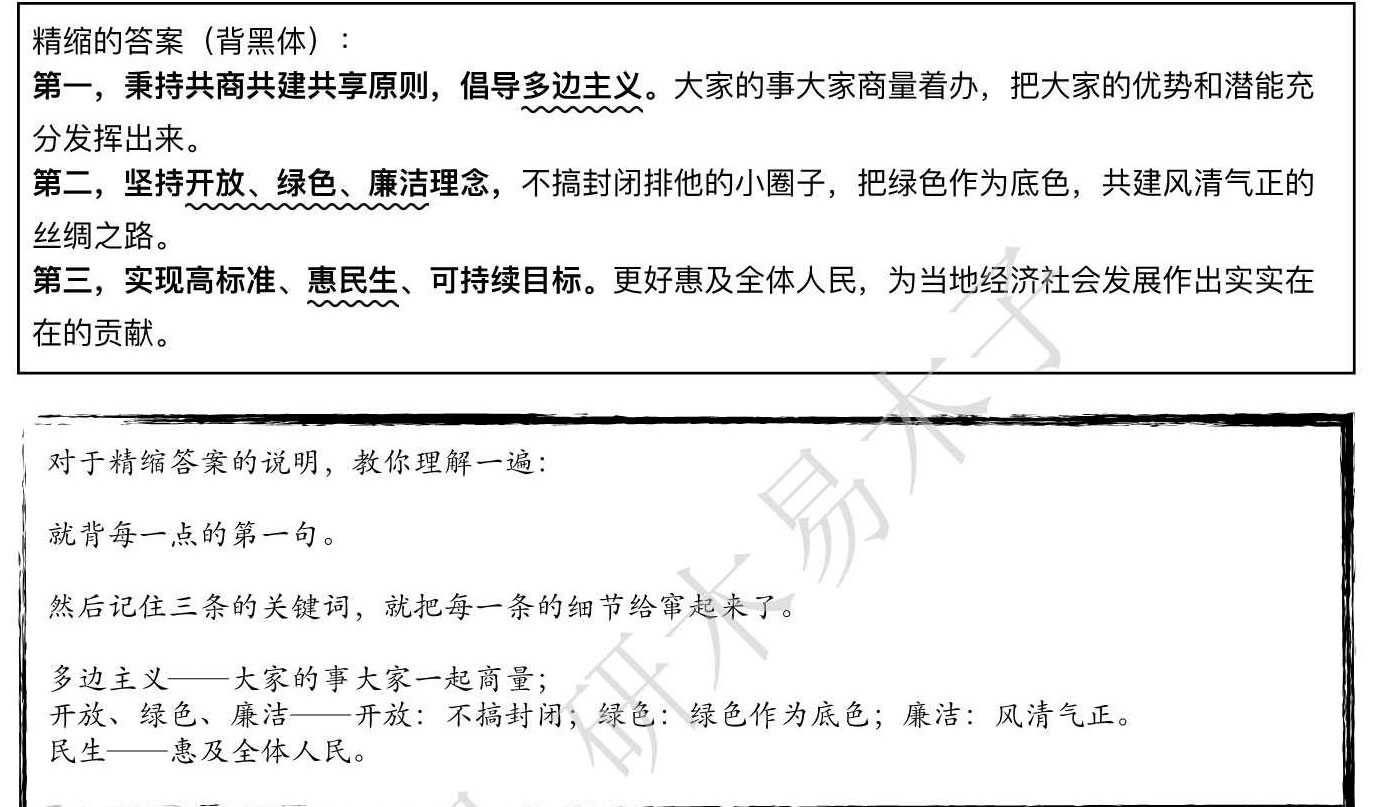 精缩的答案（背黑体）：
第一，秉持共商共建共享原则，倡导多边主义。大家的事大家商量着办，把大家的优势和潜能充
分发挥出来。
第二，坚持开放、绿色、廉洁理念，不搞封闭排他的小圈子，把绿色作为底色，共建风清气正的
丝绸之路。
第三，实现高标准、惠民生、可持续目标。更好惠及全体人民，为当地经济社会发展作出实实在
在的贡献。
对于精缩答案的说明，教你理解一遍：
就背每一点的第一句。
然后记住三条的关键词，就把每一条的细节给窜起来了。
多边主义——大家的事大家一起商量；
开放、绿色、廉洁——开放：不搞封闭；绿色：绿色作为底色；廉洁：风清气正。
民生——惠及全体人民。
研木易木子